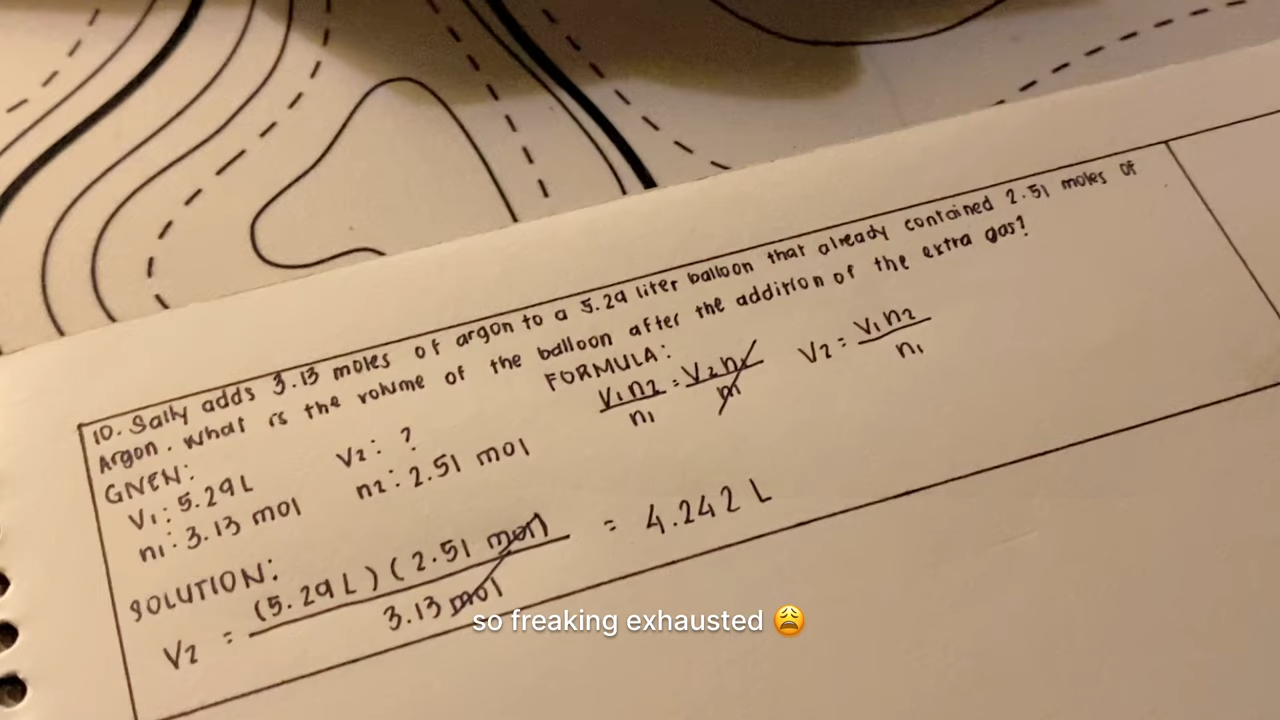 10. Sally adds 3.13 moles of argon to a 5.29 liter balloon that already contained 2.51 moles of
Argon. What is the volume of the balloon after the addition of the extra gas?
GIVEN:
V₁: 5.29L
V₂: ?
n₁: 3.13 mol
n₂: 2.51 mol
FORMULA:
V₁n₂/n₁ = V₂n₁/n₁
V₂ = V₁n₂/n₁
SOLUTION:
V₂ = (5.29 L)(2.51 mol)/3.13 mol = 4.242 L
so freaking exhausted 😩